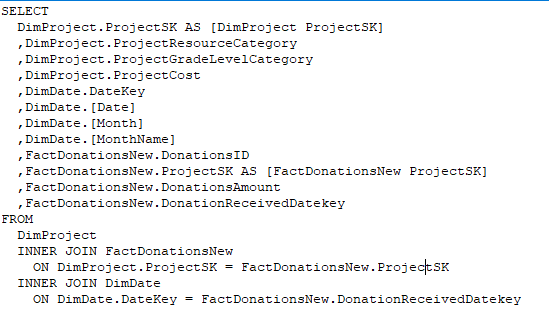 SELECT
DimProject.ProjectSK AS [DimProject ProjectSK]
,DimProject.ProjectResourceCategory
,DimProject.ProjectGradeLevelCategory
,DimProject.ProjectCost
,DimDate.DateKey
,DimDate.[Date]
,DimDate.[Month]
,DimDate.[MonthName]
,FactDonationsNew.DonationsID
,FactDonationsNew.ProjectSK AS [FactDonationsNew ProjectSK]
,FactDonationsNew.DonationsAmount
,FactDonationsNew.DonationReceivedDatekey
FROM
DimProject
INNER JOIN FactDonationsNew
ON DimProject.ProjectSK = FactDonationsNew.ProjectSK
INNER JOIN DimDate
ON DimDate.DateKey = FactDonationsNew.DonationReceivedDatekey